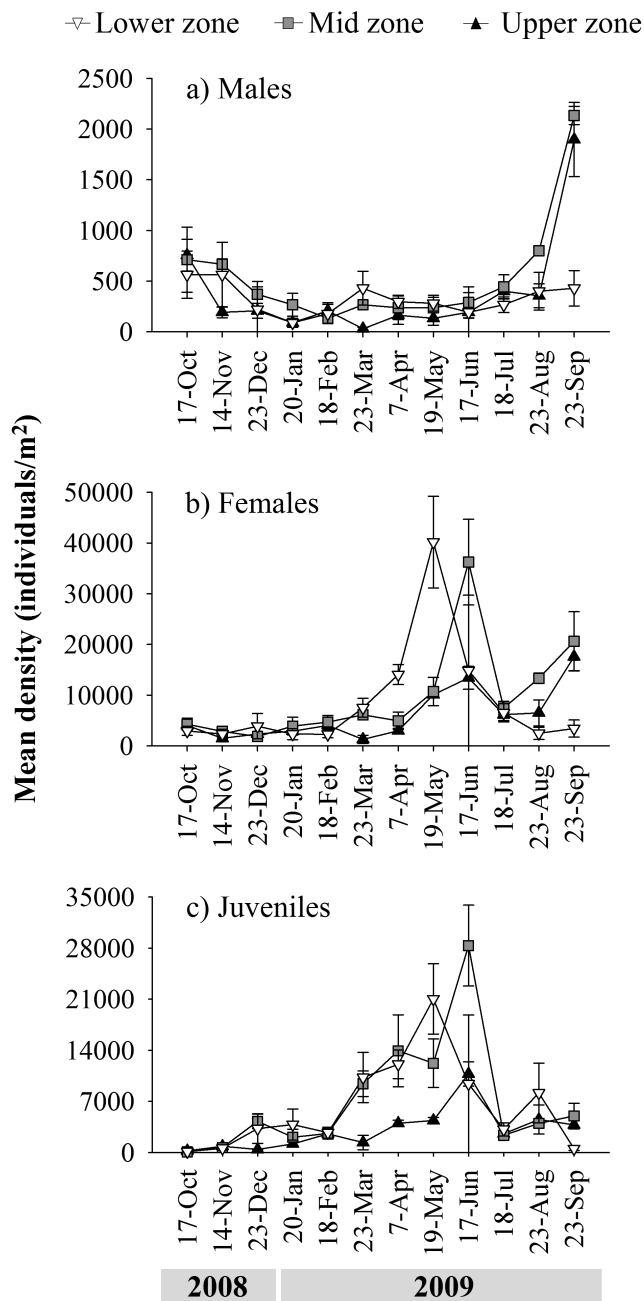 Lower zone Mid zone Upper zone
a) Males
2500
2000
1500
1000
500
0
17-Oct
14-Nov
23-Dec
20-Jan
18-Feb
23-Mar
7-Apr
19-May
17-Jun
18-Jul
23-Aug
23-Sep
Mean density (individuals/m²)
b) Females
50000
40000
30000
20000
10000
0
17-Oct
14-Nov
23-Dec
20-Jan
18-Feb
23-Mar
7-Apr
19-May
17-Jun
18-Jul
23-Aug
23-Sep
c) Juveniles
35000
28000
21000
14000
7000
0
17-Oct
14-Nov
23-Dec
20-Jan
18-Feb
23-Mar
7-Apr
19-May
17-Jun
18-Jul
23-Aug
23-Sep
2008 2009